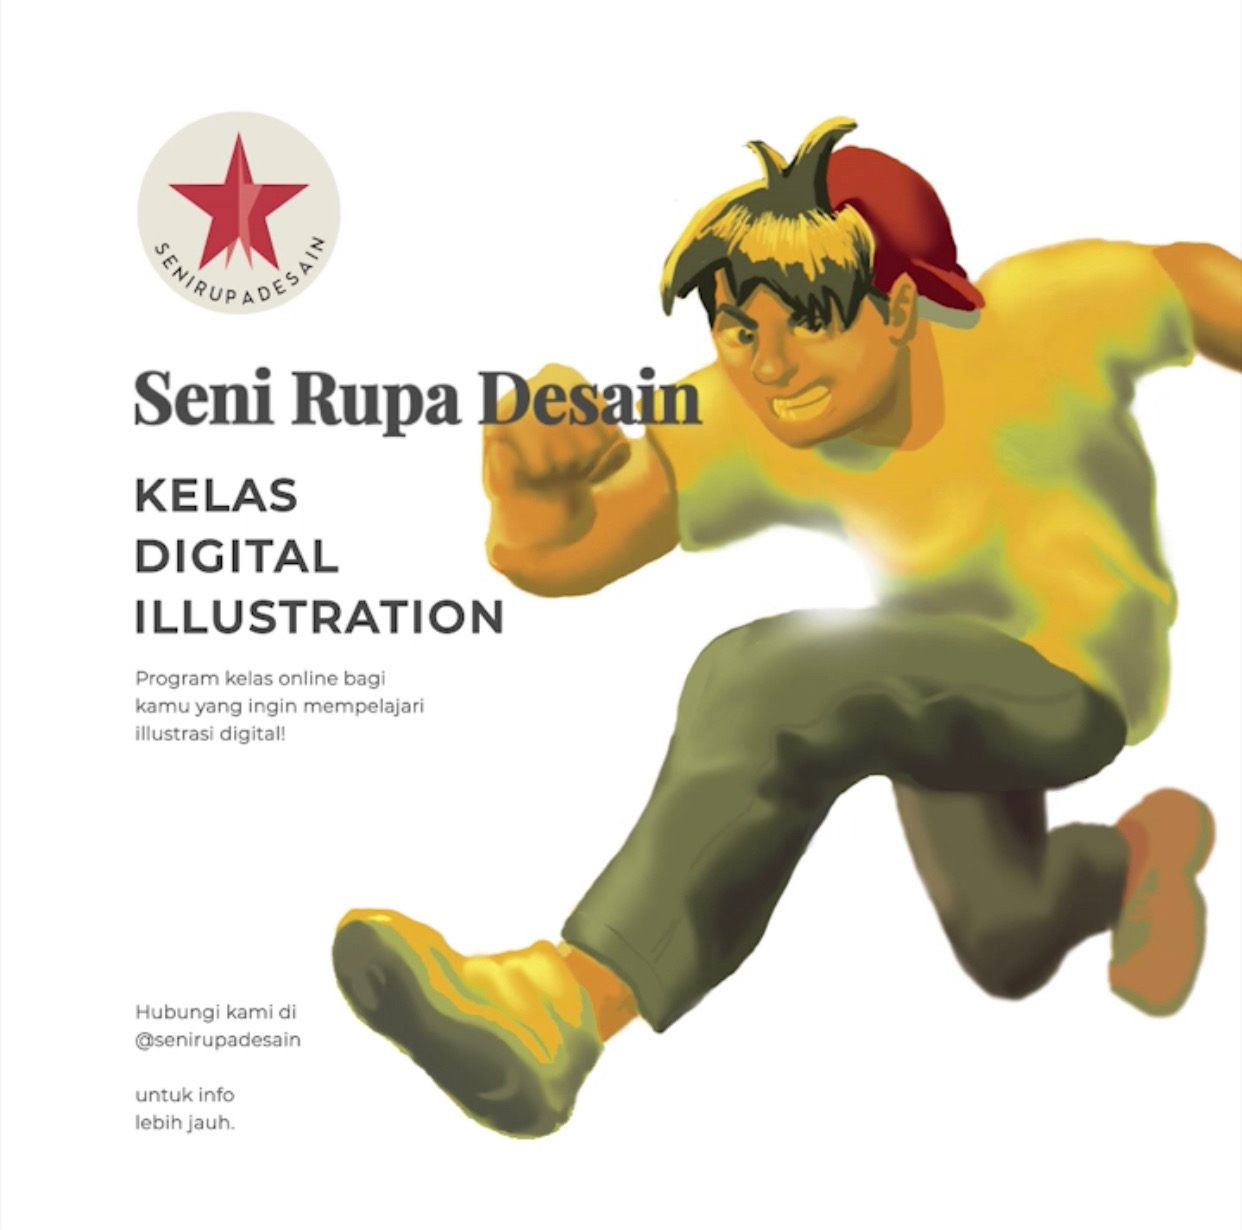 SENIRUPADESAIN
Seni Rupa Desain
KELAS
DIGITAL
ILLUSTRATION
Program kelas online bagi
kamu yang ingin mempelajari
illustrasi digital!
Hubungi kami di
@senirupadesain
untuk info
lebih jauh.